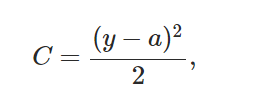 C = (y − a)² / 2,